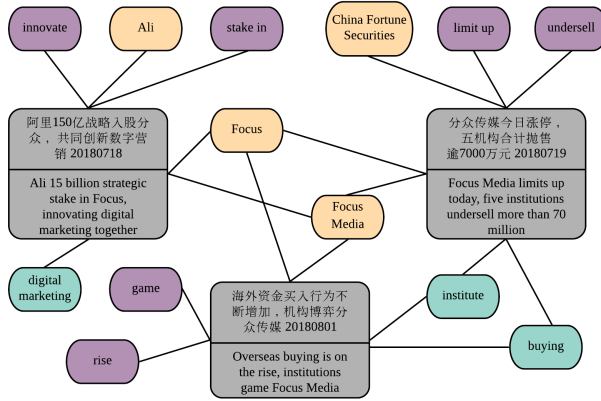 innovate
Ali
stake in
China Fortune
Securities
limit up
undersell
阿里150亿战略入股分
众，共同创新数字营
销 20180718
Ali 15 billion strategic
stake in Focus,
innovating digital
marketing together
Focus
分众传媒今日涨停，
五机构合计抛售
逾7000万元 20180719
Focus Media limits up
today, five institutions
undersell more than 70
million
Focus
Media
digital
marketing
game
rise
海外资金买入行为不
断增加，机构博弈分
众传媒 20180801
Overseas buying is on
the rise, institutions
game Focus Media
institute
buying